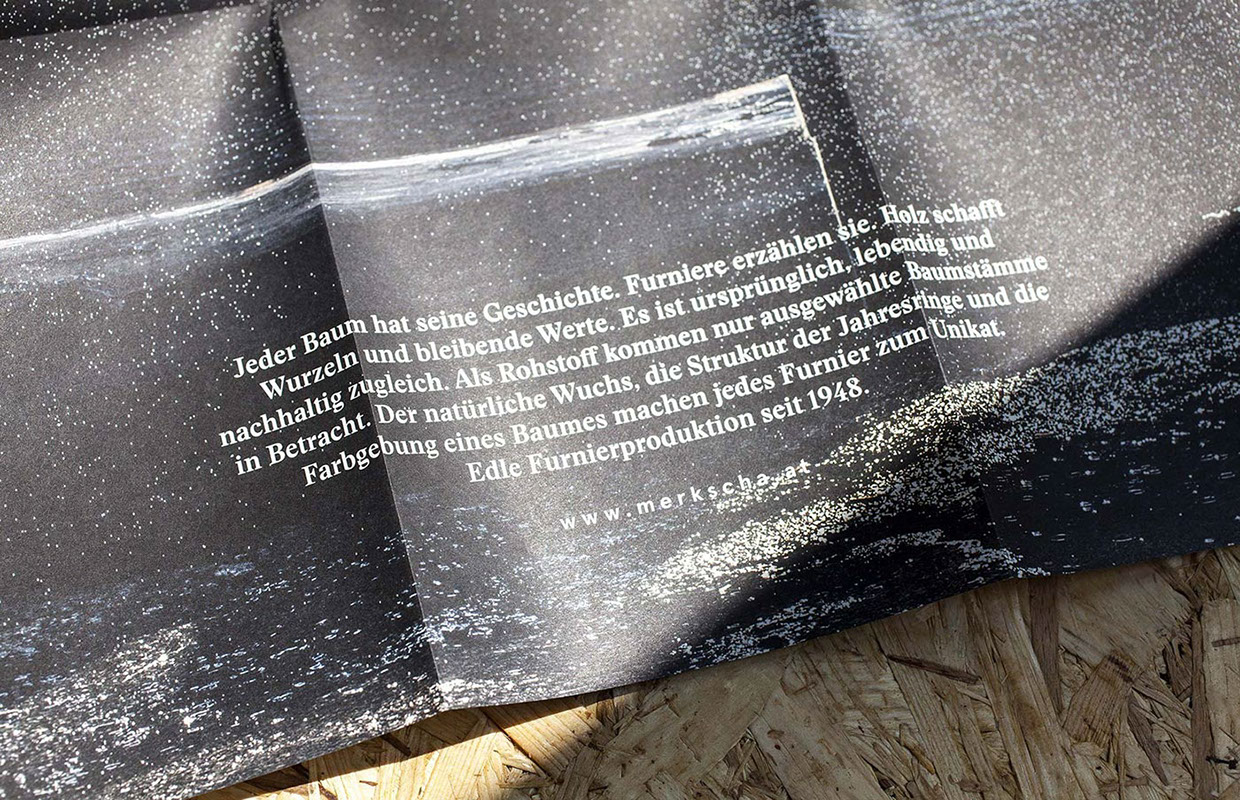 Jeder Baum hat seine Geschichte. Furniere erzählen sie. Holz schafft
Wurzeln und bleibende Werte. Es ist ursprünglich, lebendig und
nachhaltig zugleich. Als Rohstoff kommen nur ausgewählte Baumstämme
in Betracht. Der natürliche Wuchs, die Struktur der Jahresringe und die
Farbgebung eines Baumes machen jedes Furnier zum Unikat.
Edle Furnierproduktion seit 1948.
www.merkscha.at